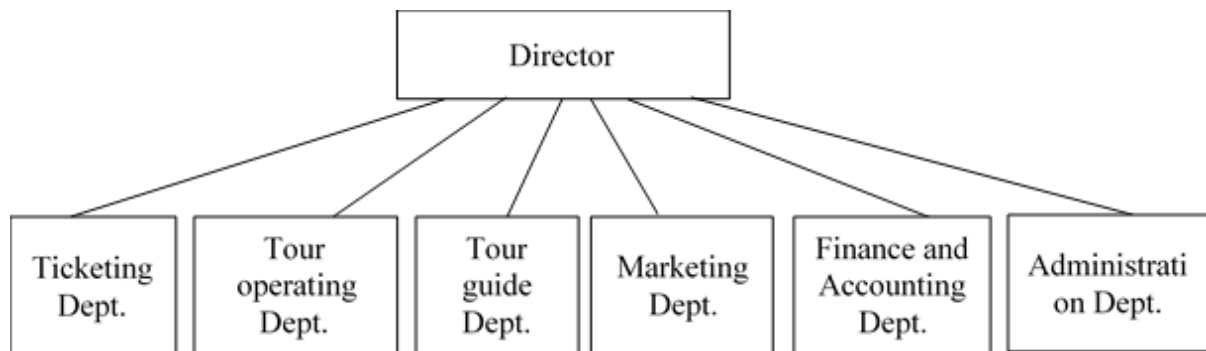 Director
Ticketing
Dept.
Tour
operating
Dept.
Tour
guide
Dept.
Marketing
Dept.
Finance and
Accounting
Dept.
Administrati
on Dept.